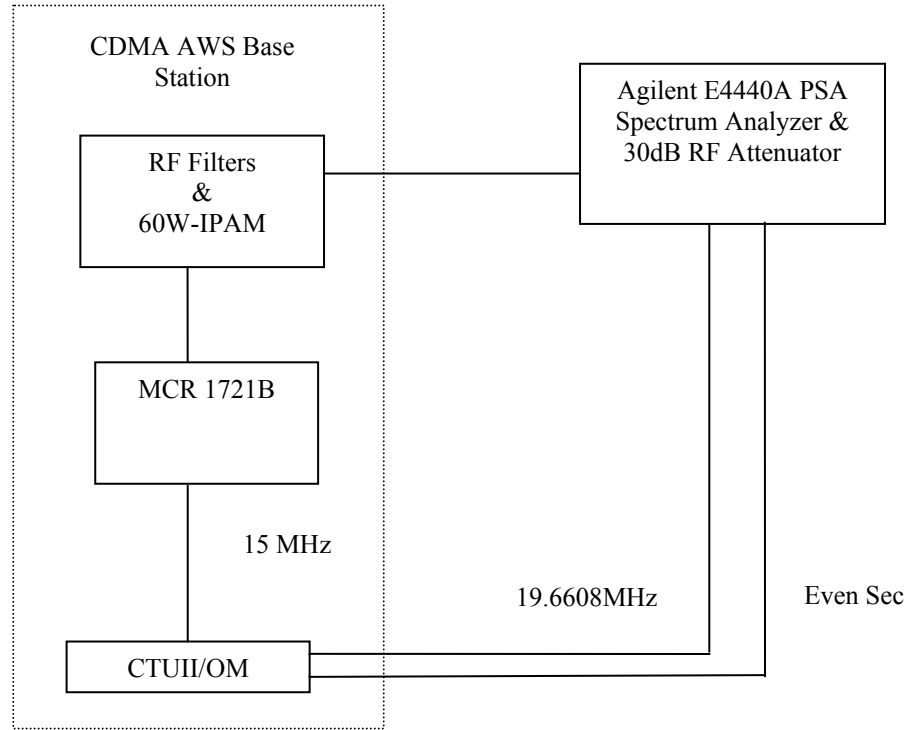 CDMA AWS Base
Station
Agilent E4440A PSA
Spectrum Analyzer &
30dB RF Attenuator
RF Filters
&
60W-IPAM
MCR 1721B
15 MHz
19.6608MHz
Even Sec
CTUII/OM